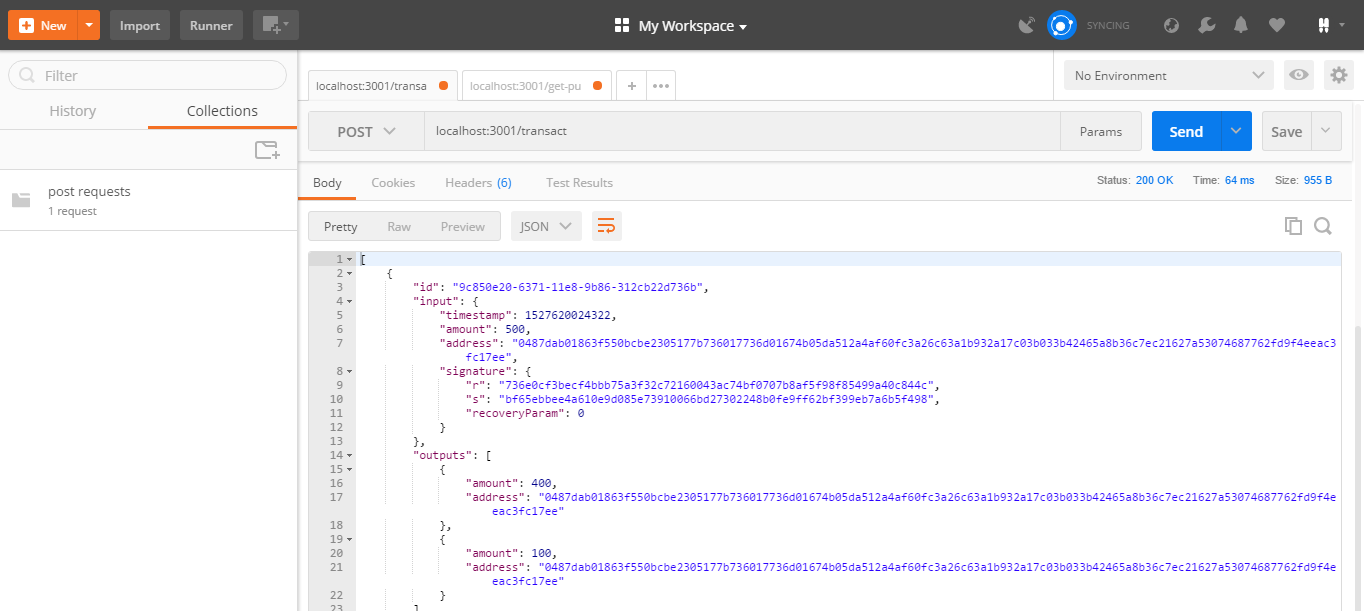 New
Import
Runner
My Workspace
SYNCING
Filter
History
Collections
post requests
1 request
localhost:3001/transa
localhost:3001/get-pu
+
•••
No Environment
POST
localhost:3001/transact
Params
Send
Save
Body
Cookies
Headers (6)
Test Results
Status: 200 OK
Time: 64 ms
Size: 955 B
Pretty
Raw
Preview
JSON
1 [
2 {
3 "id": "9c850e20-6371-11e8-9b86-312cb22d736b",
4 "input": {
5 "timestamp": 1527620024322,
6 "amount": 500,
7 "address": "0487dab01863f550bcbe2305177b736017736d01674b05da512a4af60fc3a26c63a1b932a17c03b033b42465a8b36c7ec21627a53074687762fd9f4eeac3
fc17ee",
8 "signature": {
9 "r": "736e0cf3becf4bbb75a3f32c72160043ac74bf0707b8af5f98f85499a40c844c",
10 "s": "bf65ebbee4a610e9d085e73910066bd27302248b0fe9ff62bf399eb7a6b5f498",
11 "recoveryParam": 0
12 }
13 },
14 "outputs": [
15 {
16 "amount": 400,
17 "address": "0487dab01863f550bcbe2305177b736017736d01674b05da512a4af60fc3a26c63a1b932a17c03b033b42465a8b36c7ec21627a53074687762fd9f4e
eac3fc17ee"
18 },
19 {
20 "amount": 100,
21 "address": "0487dab01863f550bcbe2305177b736017736d01674b05da512a4af60fc3a26c63a1b932a17c03b033b42465a8b36c7ec21627a53074687762fd9f4e
eac3fc17ee"
22 }
23 ]